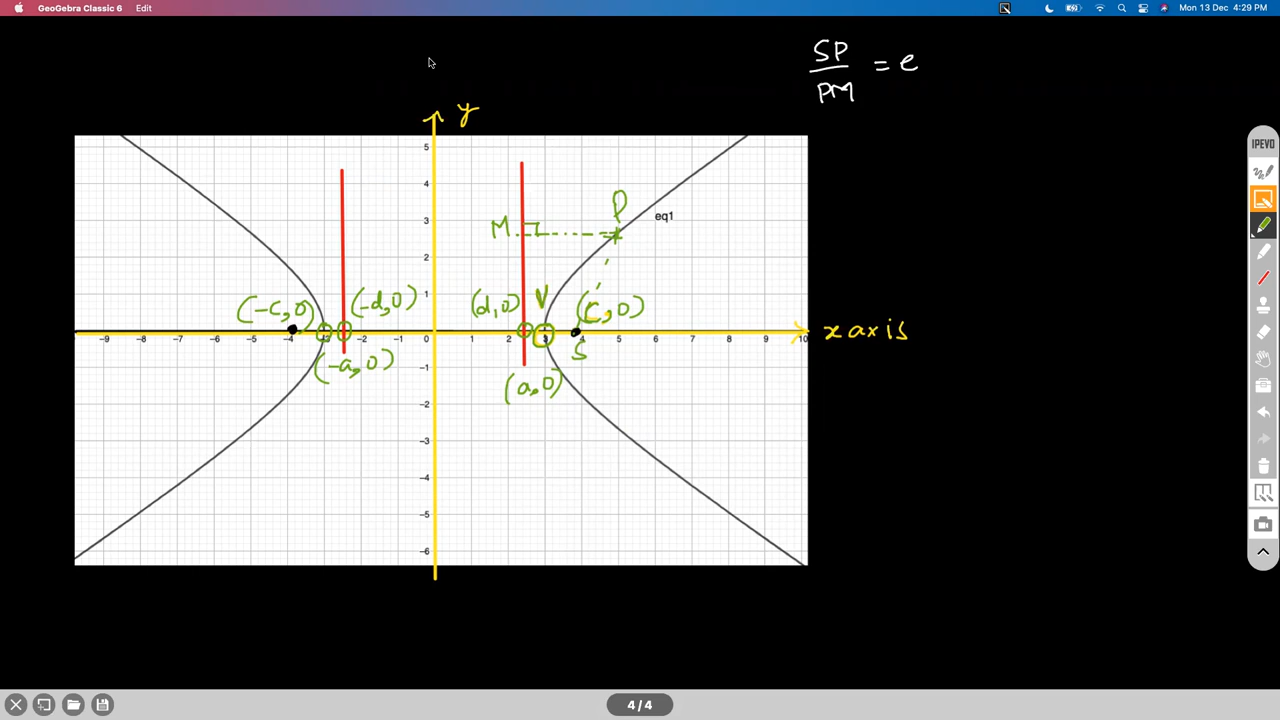 GeoGebra Classic 6 Edit Mon 13 Dec 4:29 PM
SP
PM = e
y
5
4
P
M
eq1
3
2
(-c, 0) (-d, 0) (d, 0) V (c, 0)
1
-9 -8 -7 -6 -5 -4 -3 -2 -1 0 1 2 3 4 5 6 7 8 9 10
x axis
S
(-a, 0)
-1
(a, 0)
-2
-3
-4
-5
-6
IPEVO
4 / 4